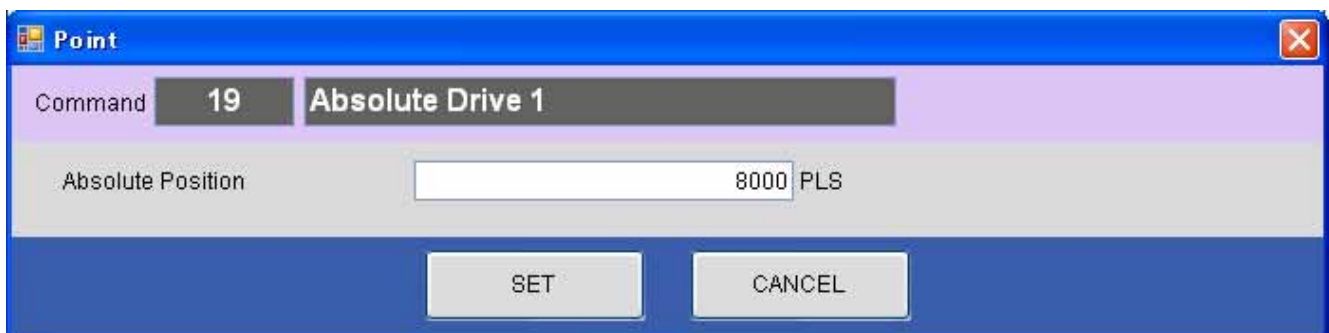 Point
Command 19 Absolute Drive 1
Absolute Position 8000 PLS
SET CANCEL